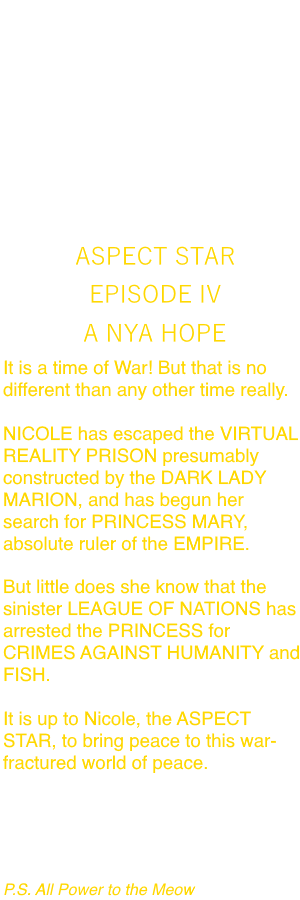 ASPECT STAR
EPISODE IV
A NYA HOPE
It is a time of War! But that is no
different than any other time really.
NICOLE has escaped the VIRTUAL
REALITY PRISON presumably
constructed by the DARK LADY
MARION, and has begun her
search for PRINCESS MARY,
absolute ruler of the EMPIRE.
But little does she know that the
sinister LEAGUE OF NATIONS has
arrested the PRINCESS for
CRIMES AGAINST HUMANITY and
FISH.
It is up to Nicole, the ASPECT
STAR, to bring peace to this war-
fractured world of peace.
P.S. All Power to the Meow